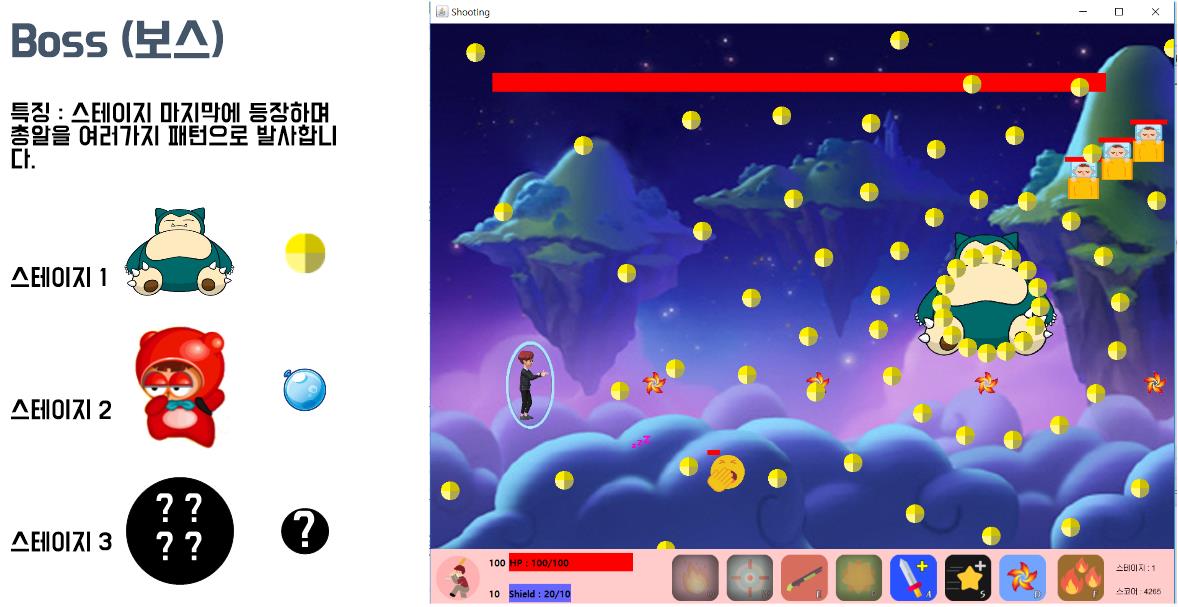 Boss (보스)
특징 : 스테이지 마지막에 등장하며
총알을 여러가지 패턴으로 발사합니
다.
스테이지 1
스테이지 2
? ?
? ?
?
스테이지 3
Shooting
zzZ
100 HP : 100/100
10 Shield : 20/10
A
S
D
F
스테이지 : 1
스코어 : 4265